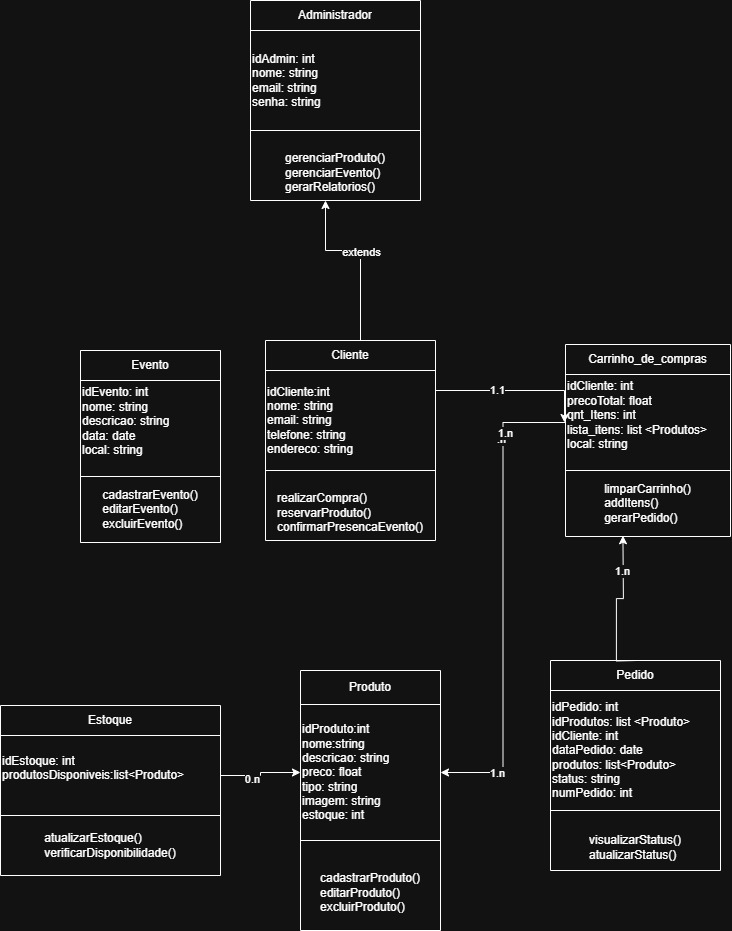 Administrador
idAdmin: int
nome: string
email: string
senha: string
gerenciarProduto()
gerenciarEvento()
gerarRelatorios()
extends
Evento
idEvento: int
nome: string
descricao: string
data: date
local: string
cadastrarEvento()
editarEvento()
excluirEvento()
Cliente
idCliente:int
nome: string
email: string
telefone: string
endereco: string
realizarCompra()
reservarProduto()
confirmarPresencaEvento()
1.1
Carrinho_de_compras
idCliente: int
precoTotal: float
qnt_Itens: int
lista_itens: list <Produtos>
local: string
limparCarrinho()
addItens()
gerarPedido()
1.n
1.n
Estoque
idEstoque: int
produtosDisponiveis:list<Produto>
atualizarEstoque()
verificarDisponibilidade()
0.n
Produto
idProduto:int
nome:string
descricao: string
preco: float
tipo: string
imagem: string
estoque: int
cadastrarProduto()
editarProduto()
excluirProduto()
1.n
Pedido
idPedido: int
idProdutos: list <Produto>
idCliente: int
dataPedido: date
produtos: list<Produto>
status: string
numPedido: int
visualizarStatus()
atualizarStatus()